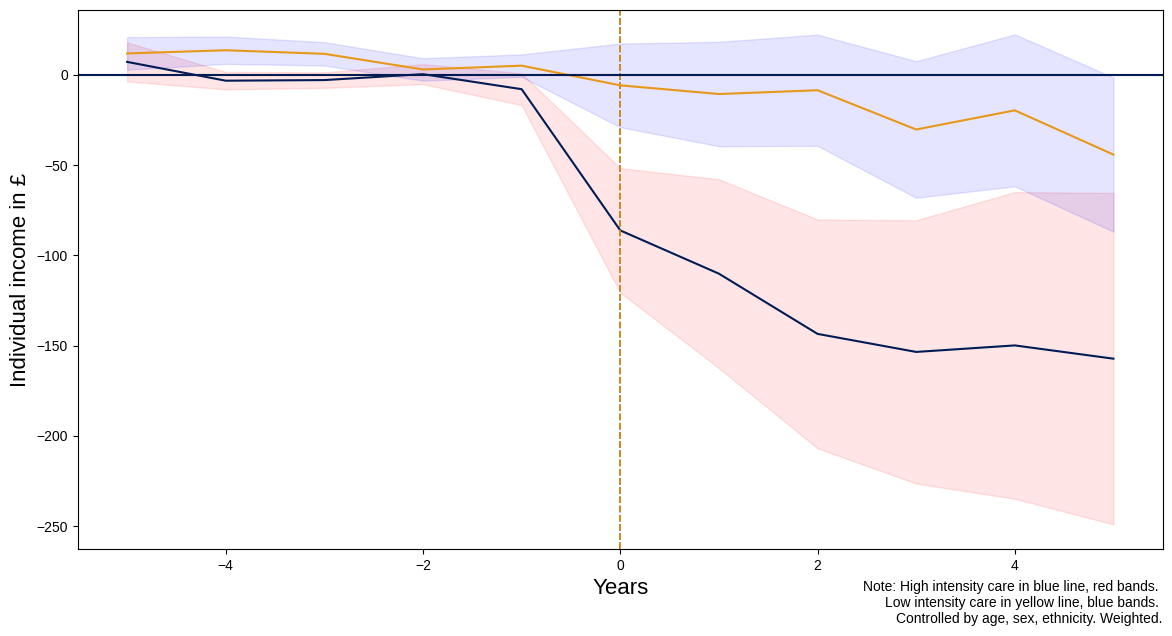 0
−50
−100
−150
−200
−250
Individual income in £
−4
−2
0
2
4
Years
Note: High intensity care in blue line, red bands.
Low intensity care in yellow line, blue bands.
Controlled by age, sex, ethnicity. Weighted.